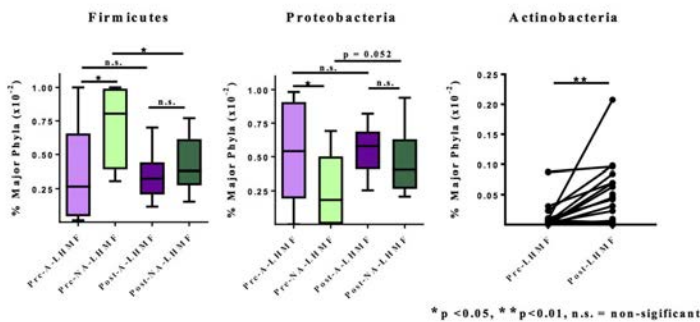 Firmicutes
Proteobacteria
Actinobacteria
*
n.s.
*
n.s.
p = 0.052
n.s.
*
n.s.
**
% Major Phyla (x10⁻²)
1.00
0.75
0.50
0.25
Pre-A-LHMF
Pre-NA-LHMF
Post-A-LHMF
Post-NA-LHMF
% Major Phyla (x10⁻²)
1.00
0.75
0.50
0.25
Pre-A-LHMF
Pre-NA-LHMF
Post-A-LHMF
Post-NA-LHMF
% Major Phyla (x10⁻²)
0.25
0.20
0.15
0.10
0.05
Pre-LHMF
Post-LHMF
*p <0.05, **p<0.01, n.s. = non-sigificant